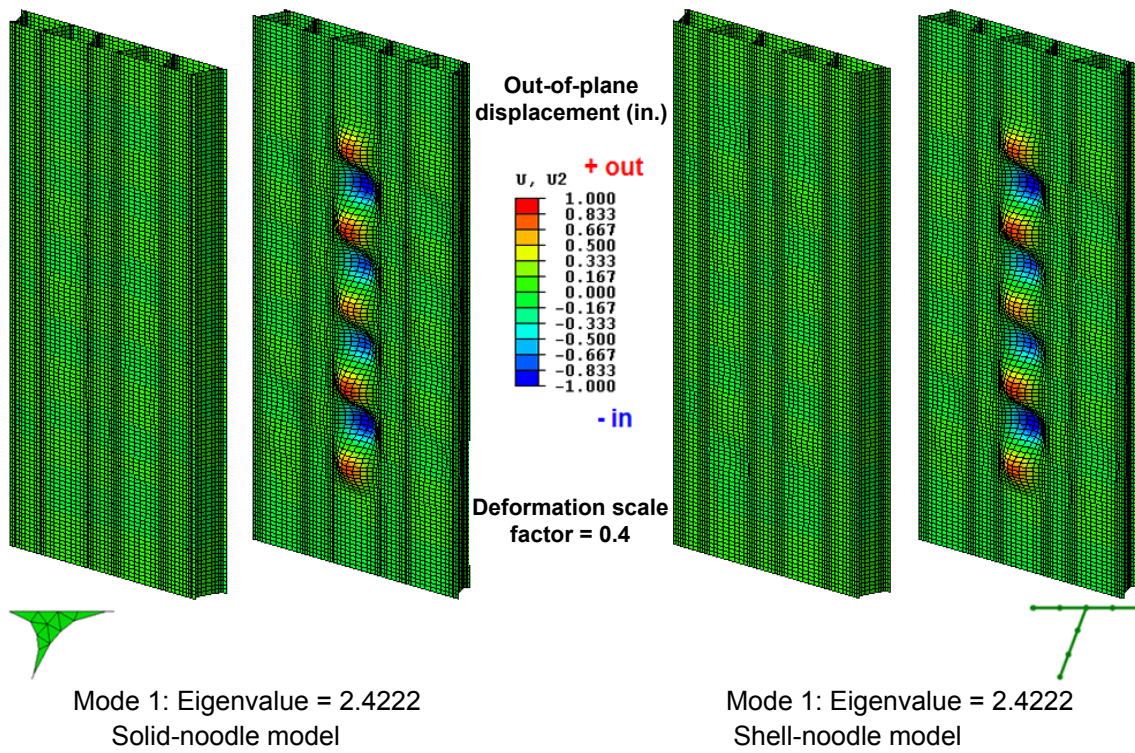 Out-of-plane
displacement (in.)
+ out
U, U2
1.000
0.833
0.667
0.500
0.333
0.167
0.000
-0.167
-0.333
-0.500
-0.667
-0.833
-1.000
- in
Deformation scale
factor = 0.4
Mode 1: Eigenvalue = 2.4222
Solid-noodle model
Mode 1: Eigenvalue = 2.4222
Shell-noodle model